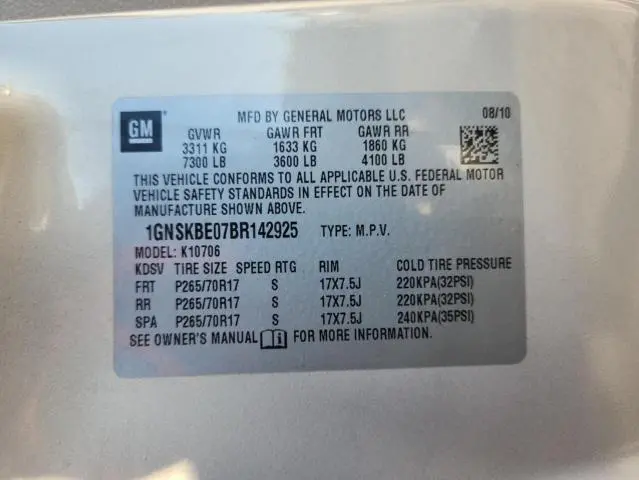 GM
MFD BY GENERAL MOTORS LLC 08/10
GVWR GAWR FRT GAWR RR
3311 KG 1633 KG 1860 KG
7300 LB 3600 LB 4100 LB
THIS VEHICLE CONFORMS TO ALL APPLICABLE U.S. FEDERAL MOTOR
VEHICLE SAFETY STANDARDS IN EFFECT ON THE DATE OF
MANUFACTURE SHOWN ABOVE.
1GNSKBE07BR142925 TYPE: M.P.V.
MODEL: K10706
KDSV TIRE SIZE SPEED RTG RIM COLD TIRE PRESSURE
FRT P265/70R17 S 17X7.5J 220KPA(32PSI)
RR P265/70R17 S 17X7.5J 220KPA(32PSI)
SPA P265/70R17 S 17X7.5J 240KPA(35PSI)
SEE OWNER'S MANUAL FOR MORE INFORMATION.